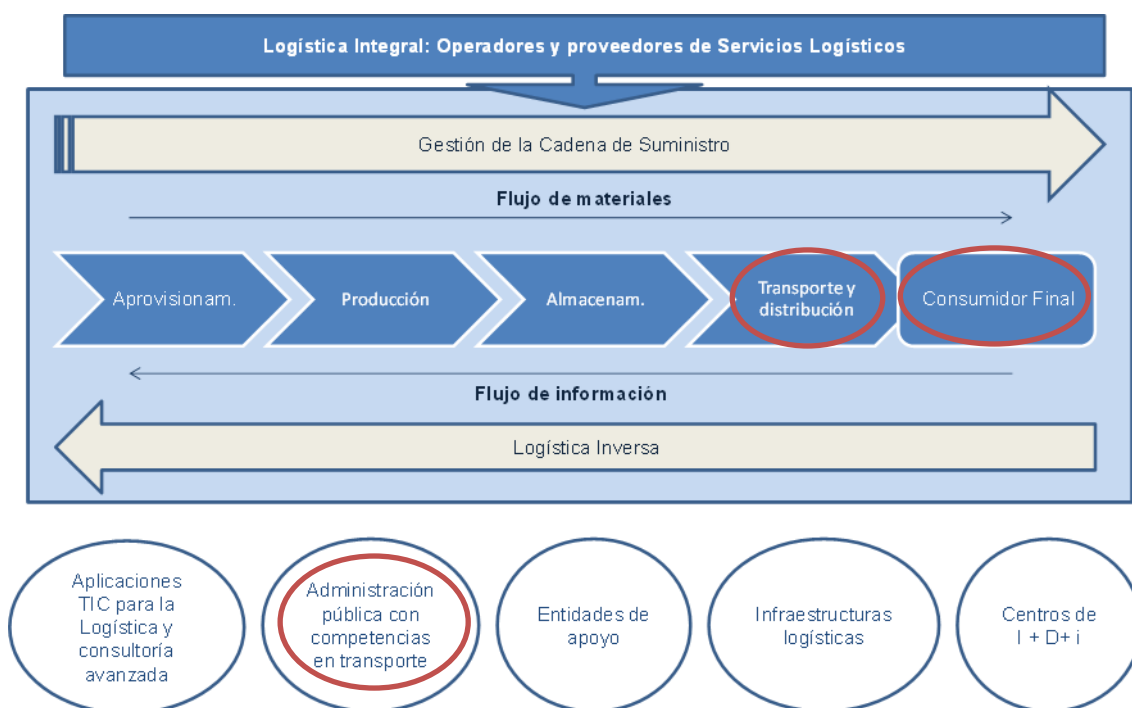 Logística Integral: Operadores y proveedores de Servicios Logísticos
Gestión de la Cadena de Suministro
Flujo de materiales
Aprovisionam.
Producción
Almacenam.
Transporte y
distribución
Consumidor Final
Flujo de información
Logística Inversa
Aplicaciones
TIC para la
Logística y
consultoría
avanzada
Administración
pública con
competencias
en transporte
Entidades de
apoyo
Infraestructuras
logísticas
Centros de
I + D+ i